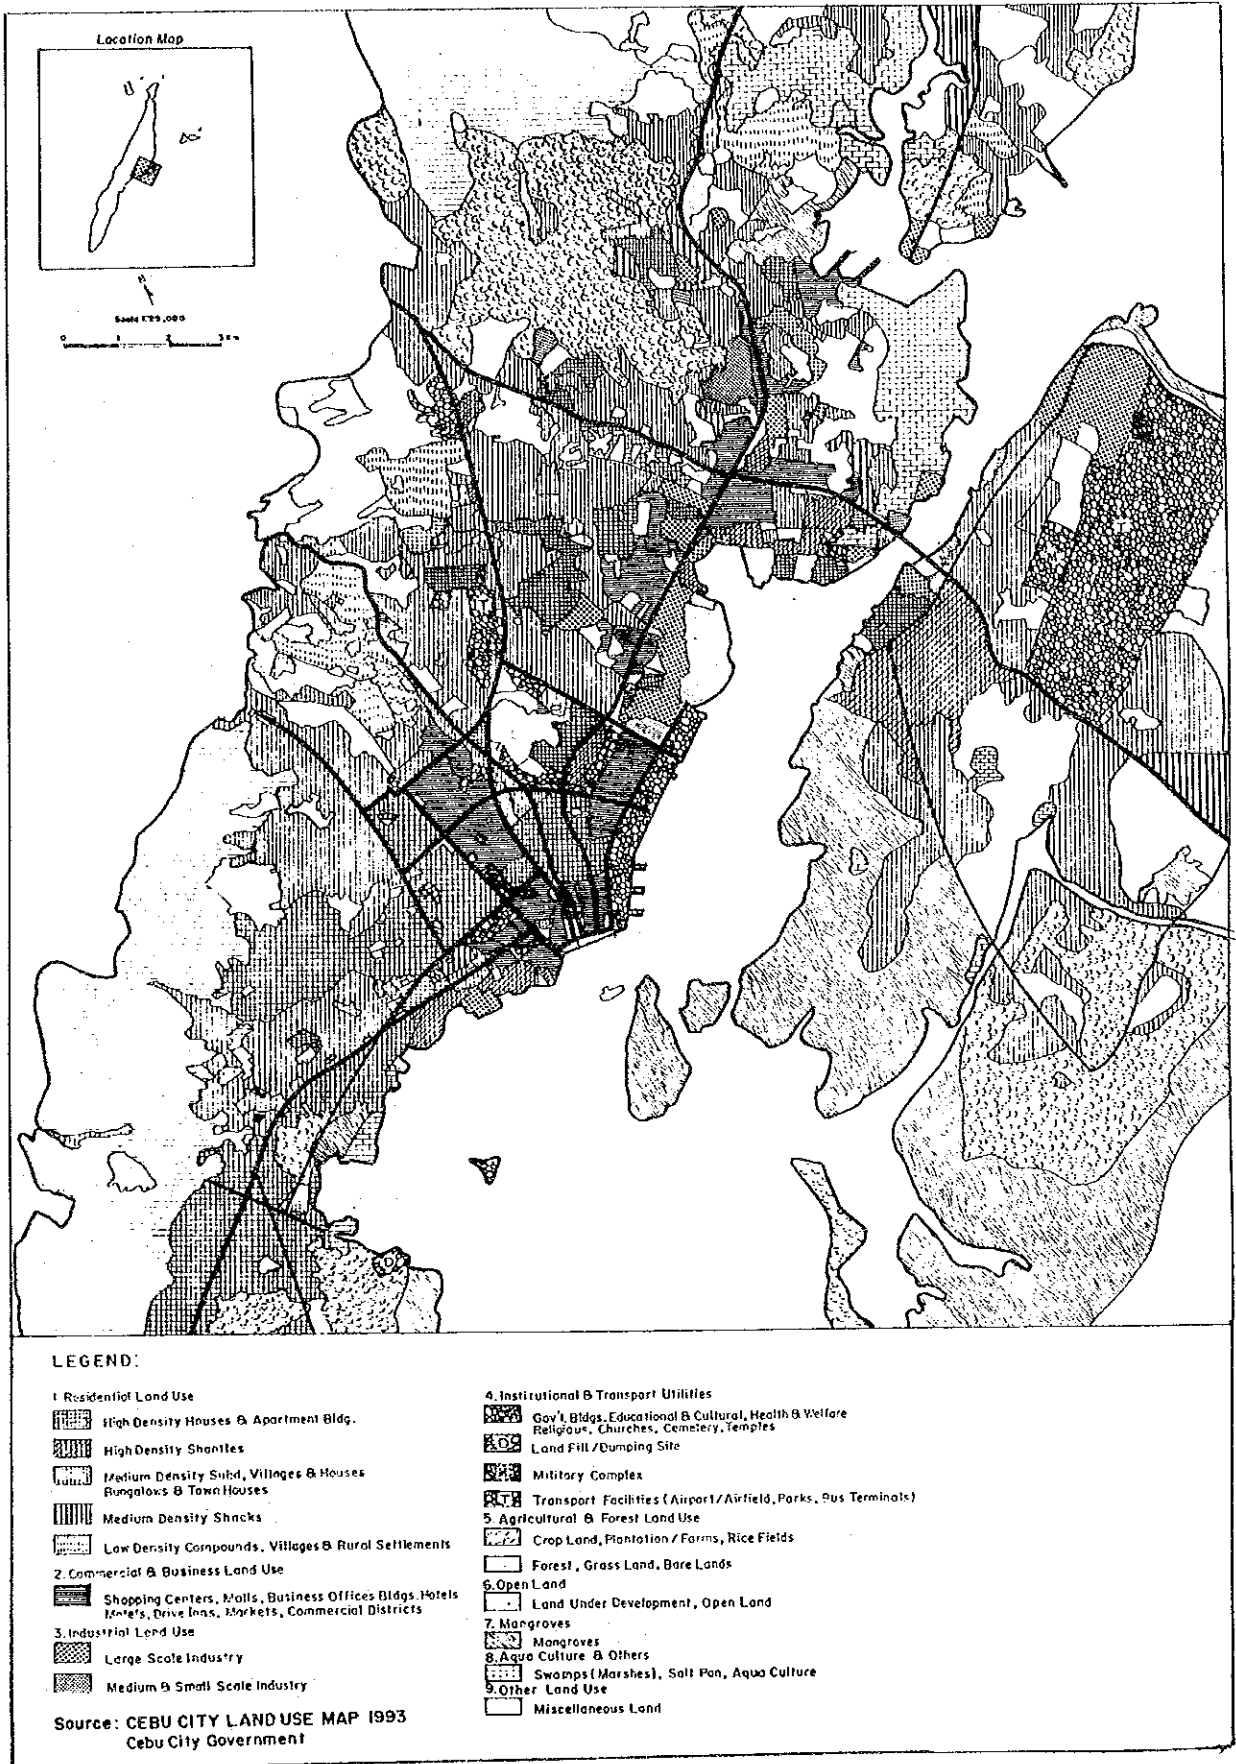 Location Map
N
0 1 2 3 Km
T
M
LEGEND:
1 Residential Land Use
High Density Houses & Apartment Bldg.
High Density Shanties
Medium Density Subd, Villages & Houses
Bungalows & Town Houses
Medium Density Shacks
Low Density Compounds, Villages & Rural Settlements
2. Commercial & Business Land Use
Shopping Centers, Malls, Business Offices Bldgs. Hotels
Motels, Drive Inns, Markets, Commercial Districts
3. Industrial Land Use
Large Scale Industry
Medium & Small Scale Industry
Source: CEBU CITY LAND USE MAP 1993
Cebu City Government
4. Institutional & Transport Utilities
Gov't. Bldgs. Educational & Cultural, Health & Welfare
Religious, Churches, Cemetery, Temples
Land Fill / Dumping Site
Military Complex
T Transport Facilities (Airport/Airfield, Parks, Bus Terminals)
5. Agricultural & Forest Land Use
Crop Land, Plantation / Farms, Rice Fields
Forest, Grass Land, Bare Lands
6. Open Land
Land Under Development, Open Land
7. Mangroves
Mangroves
8. Aqua Culture & Others
Swamps (Marshes), Salt Pan, Aqua Culture
9. Other Land Use
Miscellaneous Land